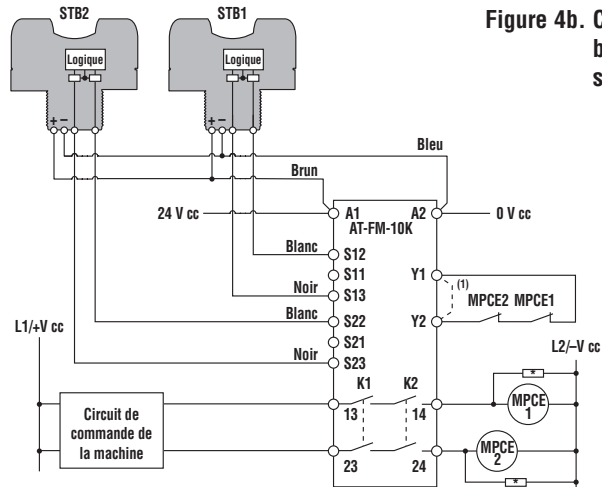 STB2
STB1
Figure 4b. C
b
s
Logique
Logique
+ –
+ –
Bleu
Brun
24 V cc
A1
A2
0 V cc
AT-FM-10K
Blanc
S12
S11
Y1
(1)
Noir
S13
MPCE2 MPCE1
Blanc
S22
Y2
S21
L1/+V cc
Noir
S23
L2/–V cc
K1
K2
*
Circuit de
commande de
la machine
13
14
MPCE
1
MPCE
2
23
24
*